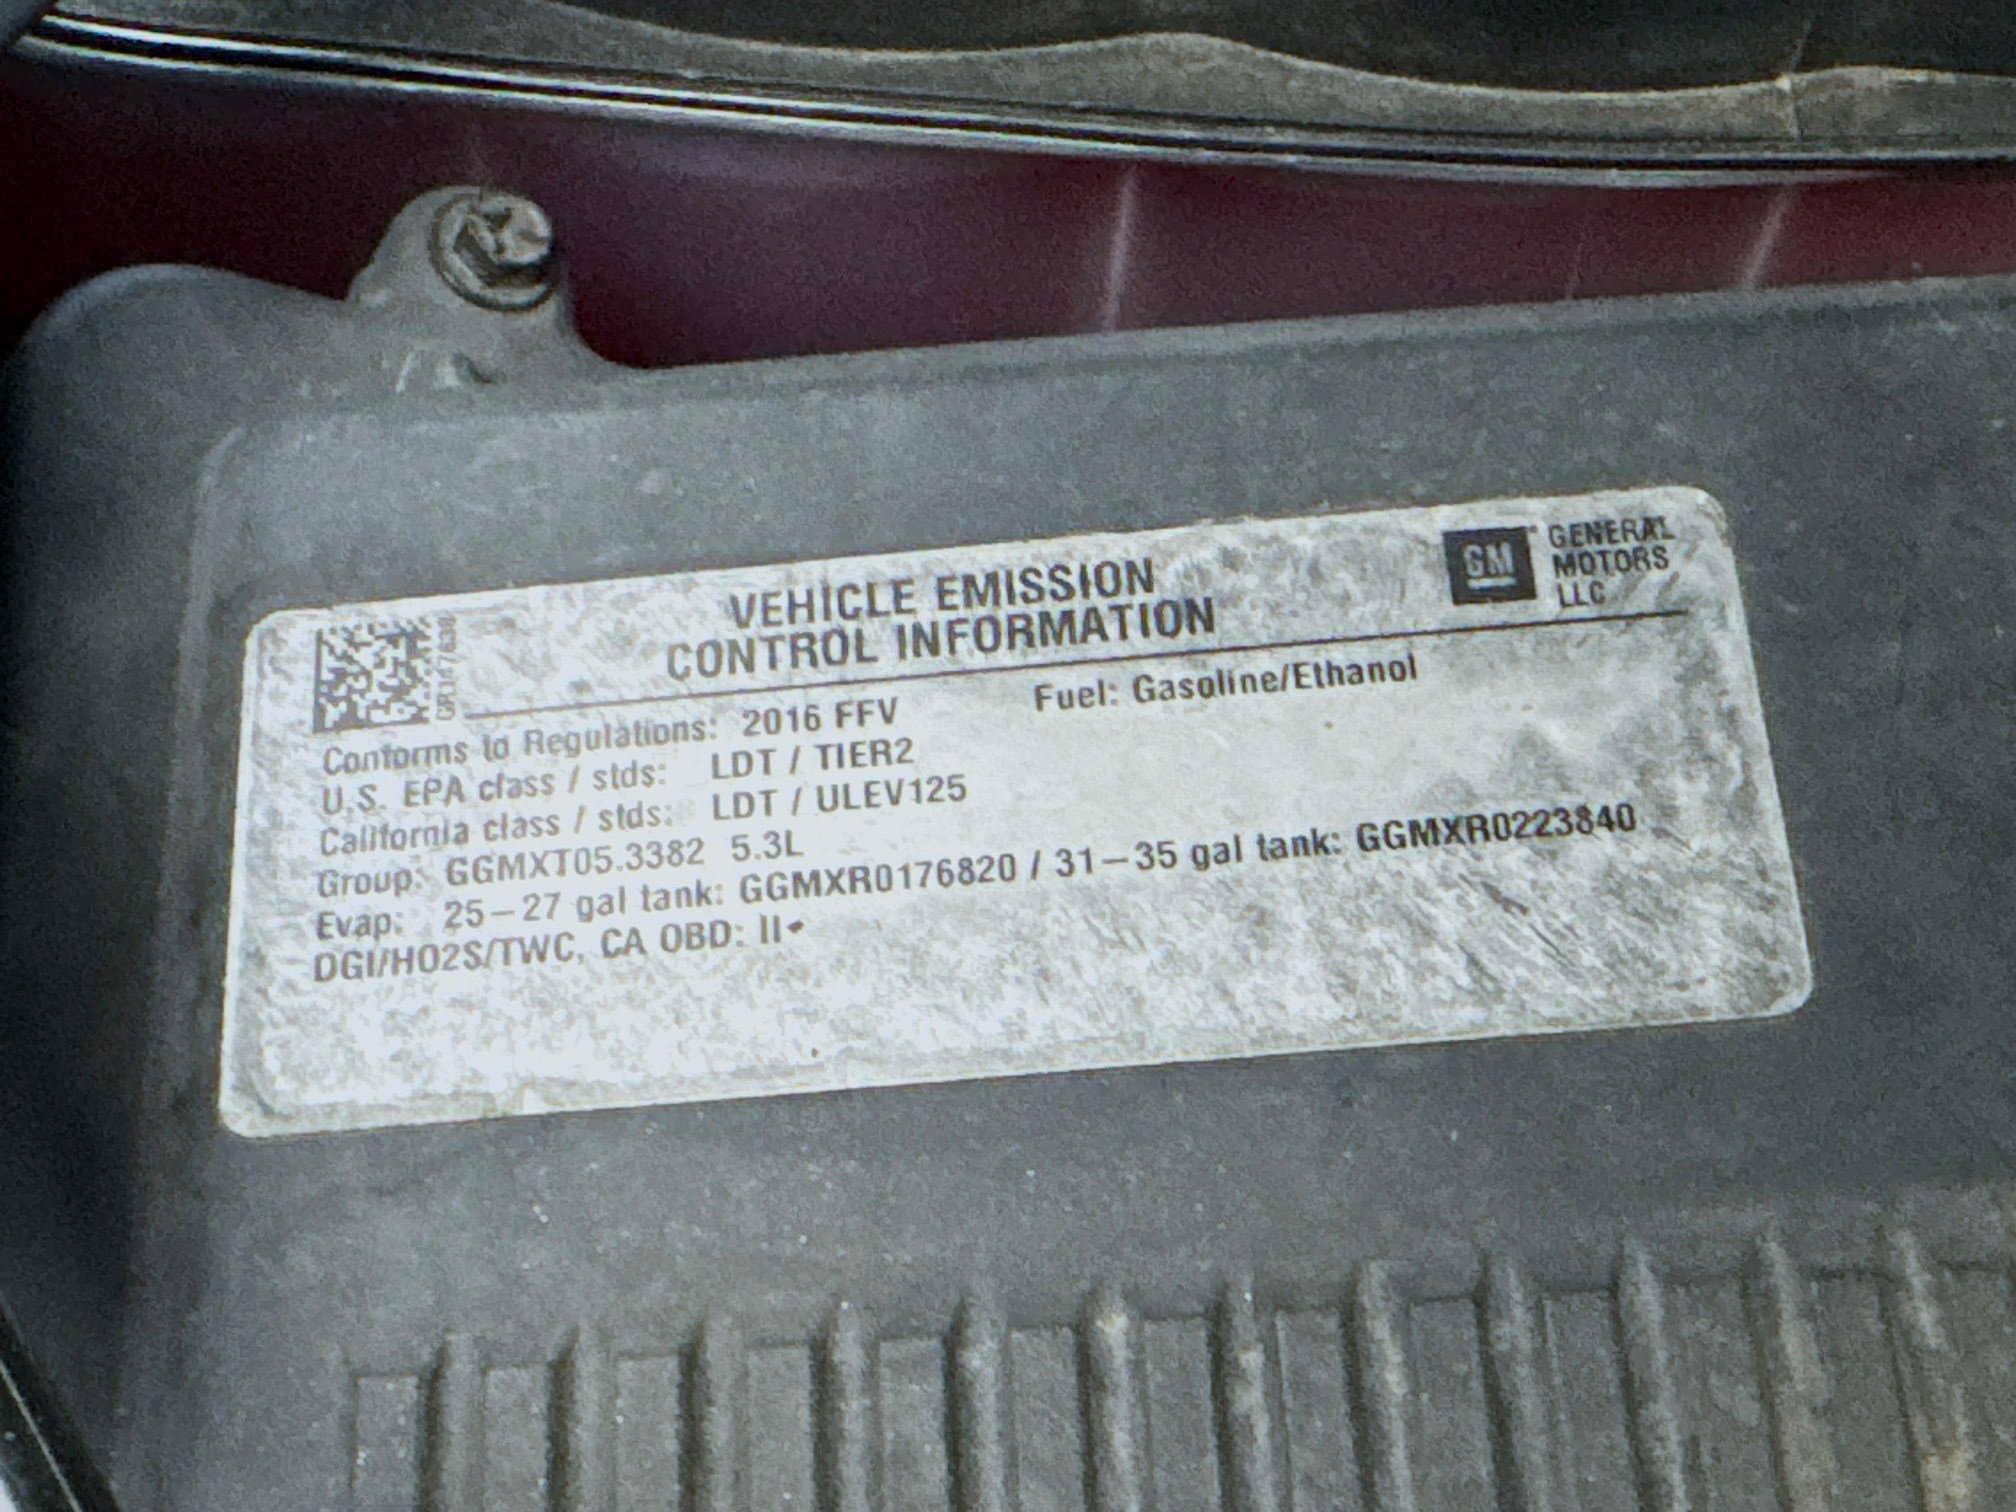 VEHICLE EMISSION
CONTROL INFORMATION
GM
GENERAL
MOTORS
LLC
Conforms to Regulations: 2016 FFV Fuel: Gasoline/Ethanol
U.S. EPA class / stds: LDT / TIER2
California class / stds: LDT / ULEV125
Group: GGMXT05.3382 5.3L
Evap: 25-27 gal tank: GGMXR0176820 / 31-35 gal tank: GGMXR0223840
DGI/HO2S/TWC, CA OBD: II•